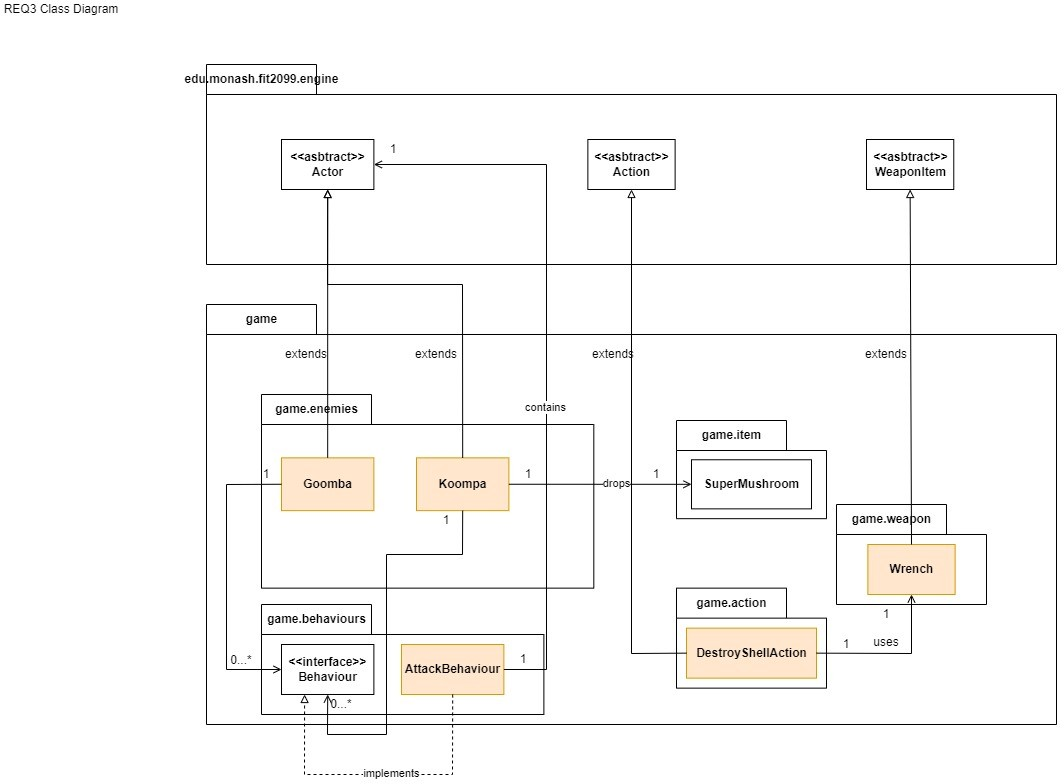 REQ3 Class Diagram
edu.monash.fit2099.engine
<<asbtract>>
Actor
1
<<asbtract>>
Action
<<asbtract>>
WeaponItem
game
extends
extends
extends
extends
game.enemies
contains
game.item
1
Goomba
Koompa
1
drops
1
SuperMushroom
1
game.weapon
Wrench
game.behaviours
game.action
1
0...*
<<interface>>
Behaviour
AttackBehaviour
1
DestroyShellAction
1
uses
0...*
implements